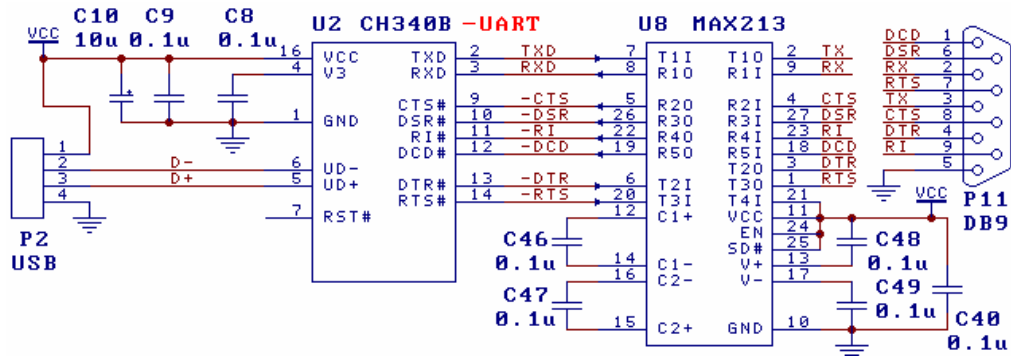 C10 C9 C8 U2 CH340B -UART U8 MAX213
VCC 10u 0.1u 0.1u
16 VCC TXD 2 TXD 7 T1I T1O 2 TX
4 V3 RXD 3 RXD 8 R1O R1I 9 RX
CTS# 9 -CTS 5 R2O R2I 4 CTS
1 GND DSR# 10 -DSR 26 R3O R3I 27 DSR
RI# 11 -RI 22 R4O R4I 23 RI
DCD# 12 -DCD 19 R5O R5I 18 DCD
T2O 3 DTR
DTR# 13 -DTR 6 T2I T3O 1 RTS
RTS# 14 -RTS 20 T3I T4I 21
12 C1+ VCC 11
EN 24
SD# 25
14 C1- V+ 13
16 C2- V- 17
15 C2+ GND 10
1
2 D- 6 UD-
3 D+ 5 UD+
4
7 RST#
P2
USB
C46
0.1u
C47
0.1u
DCD 1
DSR 6
RX 2
RTS 7
TX 3
CTS 8
DTR 4
RI 9
5
VCC
P11
DB9
C48
0.1u
C49
0.1u
C40
0.1u